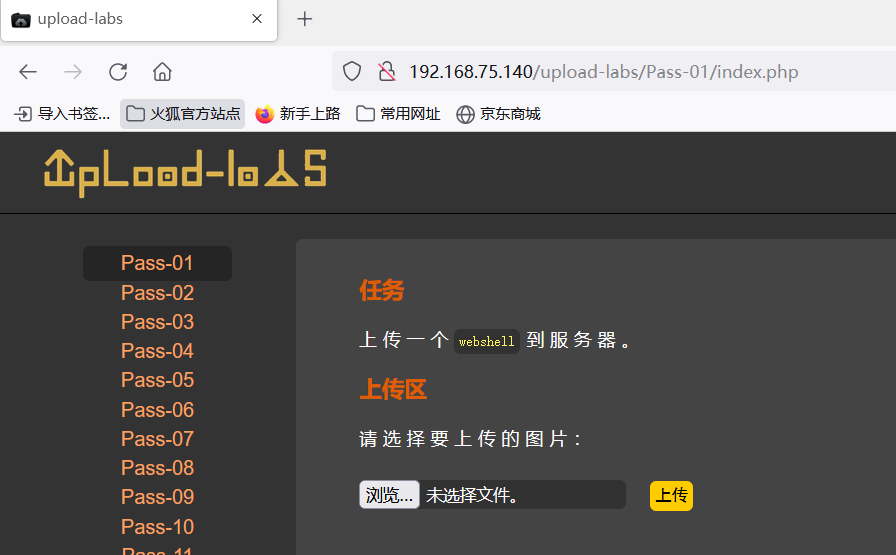 upload-labs
192.168.75.140/upload-labs/Pass-01/index.php
导入书签... 火狐官方站点 新手上路 常用网址 京东商城
UpLoad-labs
Pass-01
Pass-02
Pass-03
Pass-04
Pass-05
Pass-06
Pass-07
Pass-08
Pass-09
Pass-10
Pass-11
任务
上传一个 webshell 到服务器。
上传区
请选择要上传的图片：
浏览... 未选择文件。 上传